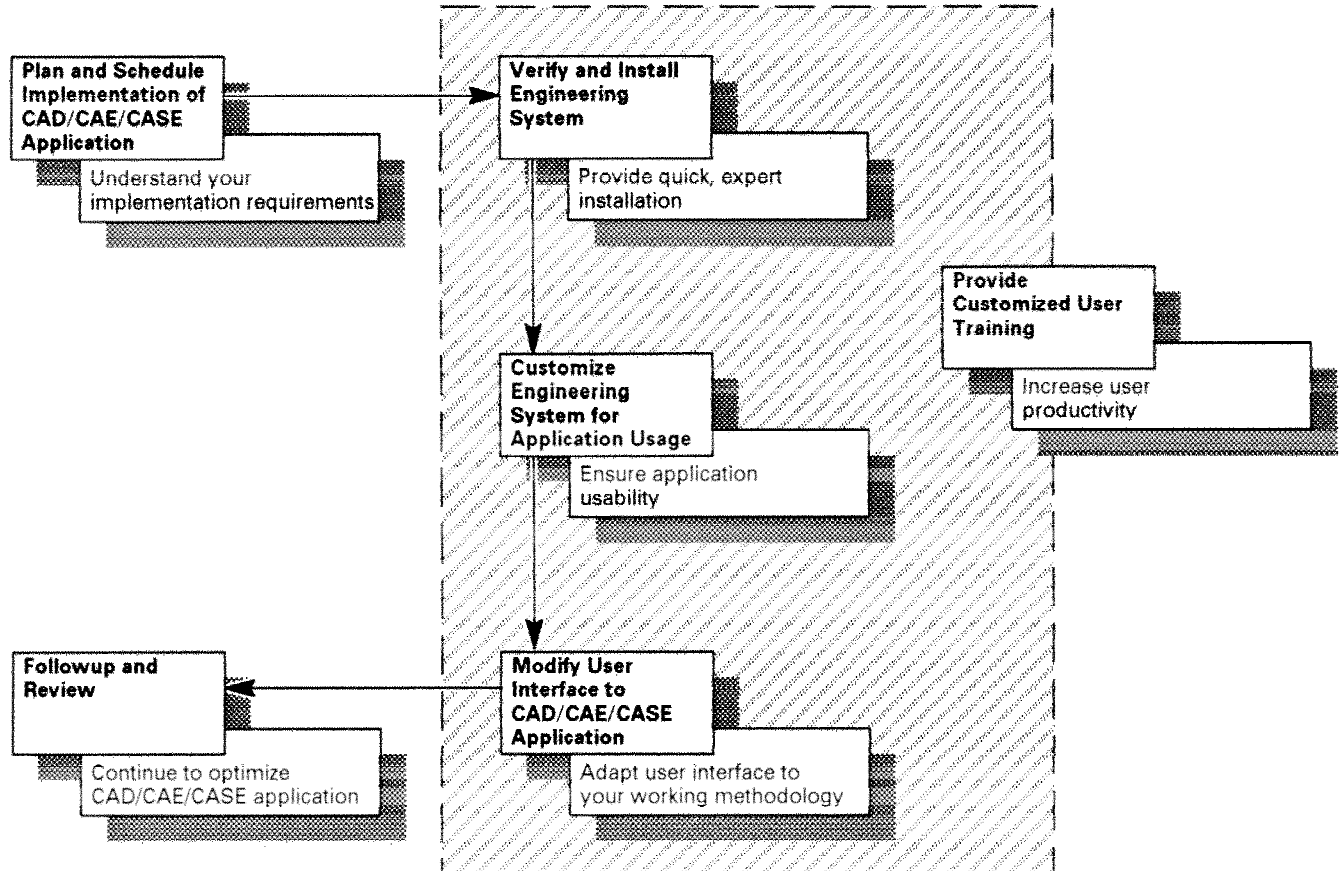 Plan and Schedule
Implementation of
CAD/CAE/CASE
Application
Understand your
implementation requirements
Verify and Install
Engineering
System
Provide quick, expert
installation
Provide
Customized User
Training
Increase user
productivity
Customize
Engineering
System for
Application Usage
Ensure application
usability
Modify User
Interface to
CAD/CAE/CASE
Application
Adapt user interface to
your working methodology
Followup and
Review
Continue to optimize
CAD/CAE/CASE application